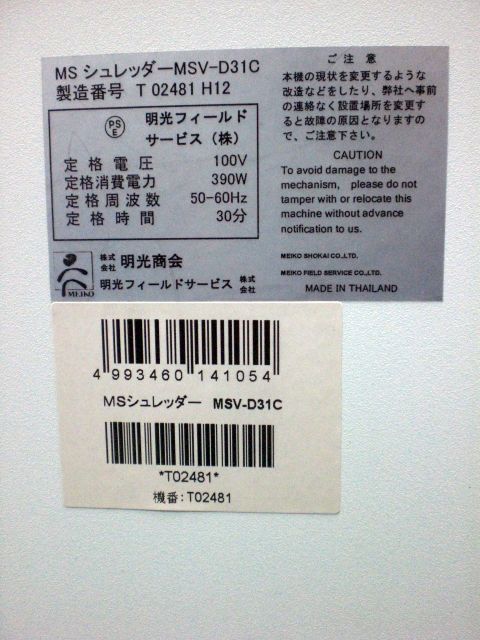 MS シュレッダーMSV-D31C
製造番号 T 02481 H12
PS
E
明光フィールド
サービス（株）
定格電圧 100V
定格消費電力 390W
定格周波数 50-60Hz
定格時間 30分
MEIKO
株式会社 明光商会
明光フィールドサービス 株式会社
ご注意
本機の現状を変更するような
改造などをしたり、弊社へ事前
の連絡なく設置場所を変更す
ると故障の原因となりますの
で、ご注意下さい。
CAUTION
To avoid damage to the
mechanism, please do not
tamper with or relocate this
machine without advance
notification to us.
MEIKO SHOKAI CO.,LTD.
MEIKO FIELD SERVICE CO.,LTD.
MADE IN THAILAND
4 993460 141054
MSシュレッダー MSV-D31C
*T02481*
機番：T02481